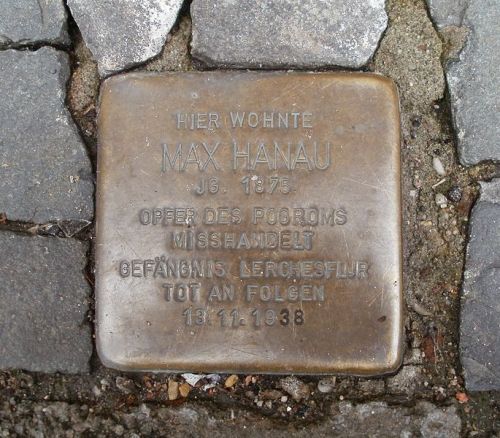 HIER WOHNTE
MAX HANAU
JG. 1875
OPFER DES POGROMS
MISSHANDELT
GEFÄNGNIS LERCHESFLUR
TOT AN FOLGEN
13.11.1938